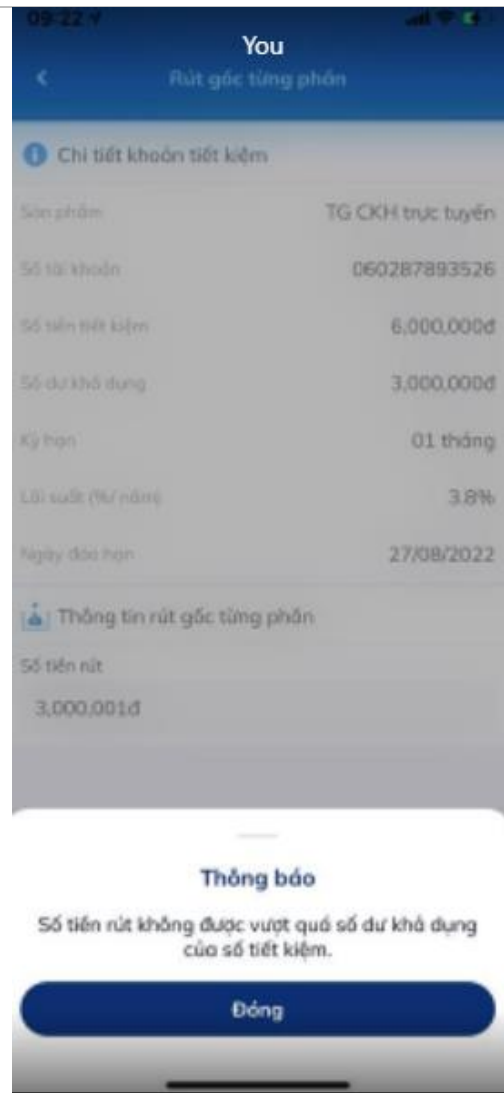 09:22
You
Rút gốc từng phần
Chi tiết khoản tiết kiệm
Sản phẩm TG CKH trực tuyến
Số tài khoản 060287893526
Số tiền tiết kiệm 6,000,000đ
Số dư khả dụng 3,000,000đ
Kỳ hạn 01 tháng
Lãi suất (%/ năm) 3.8%
Ngày đáo hạn 27/08/2022
Thông tin rút gốc từng phần
Số tiền rút
3,000,001đ
Thông báo
Số tiền rút không được vượt quá số dư khả dụng
của sổ tiết kiệm.
Đóng